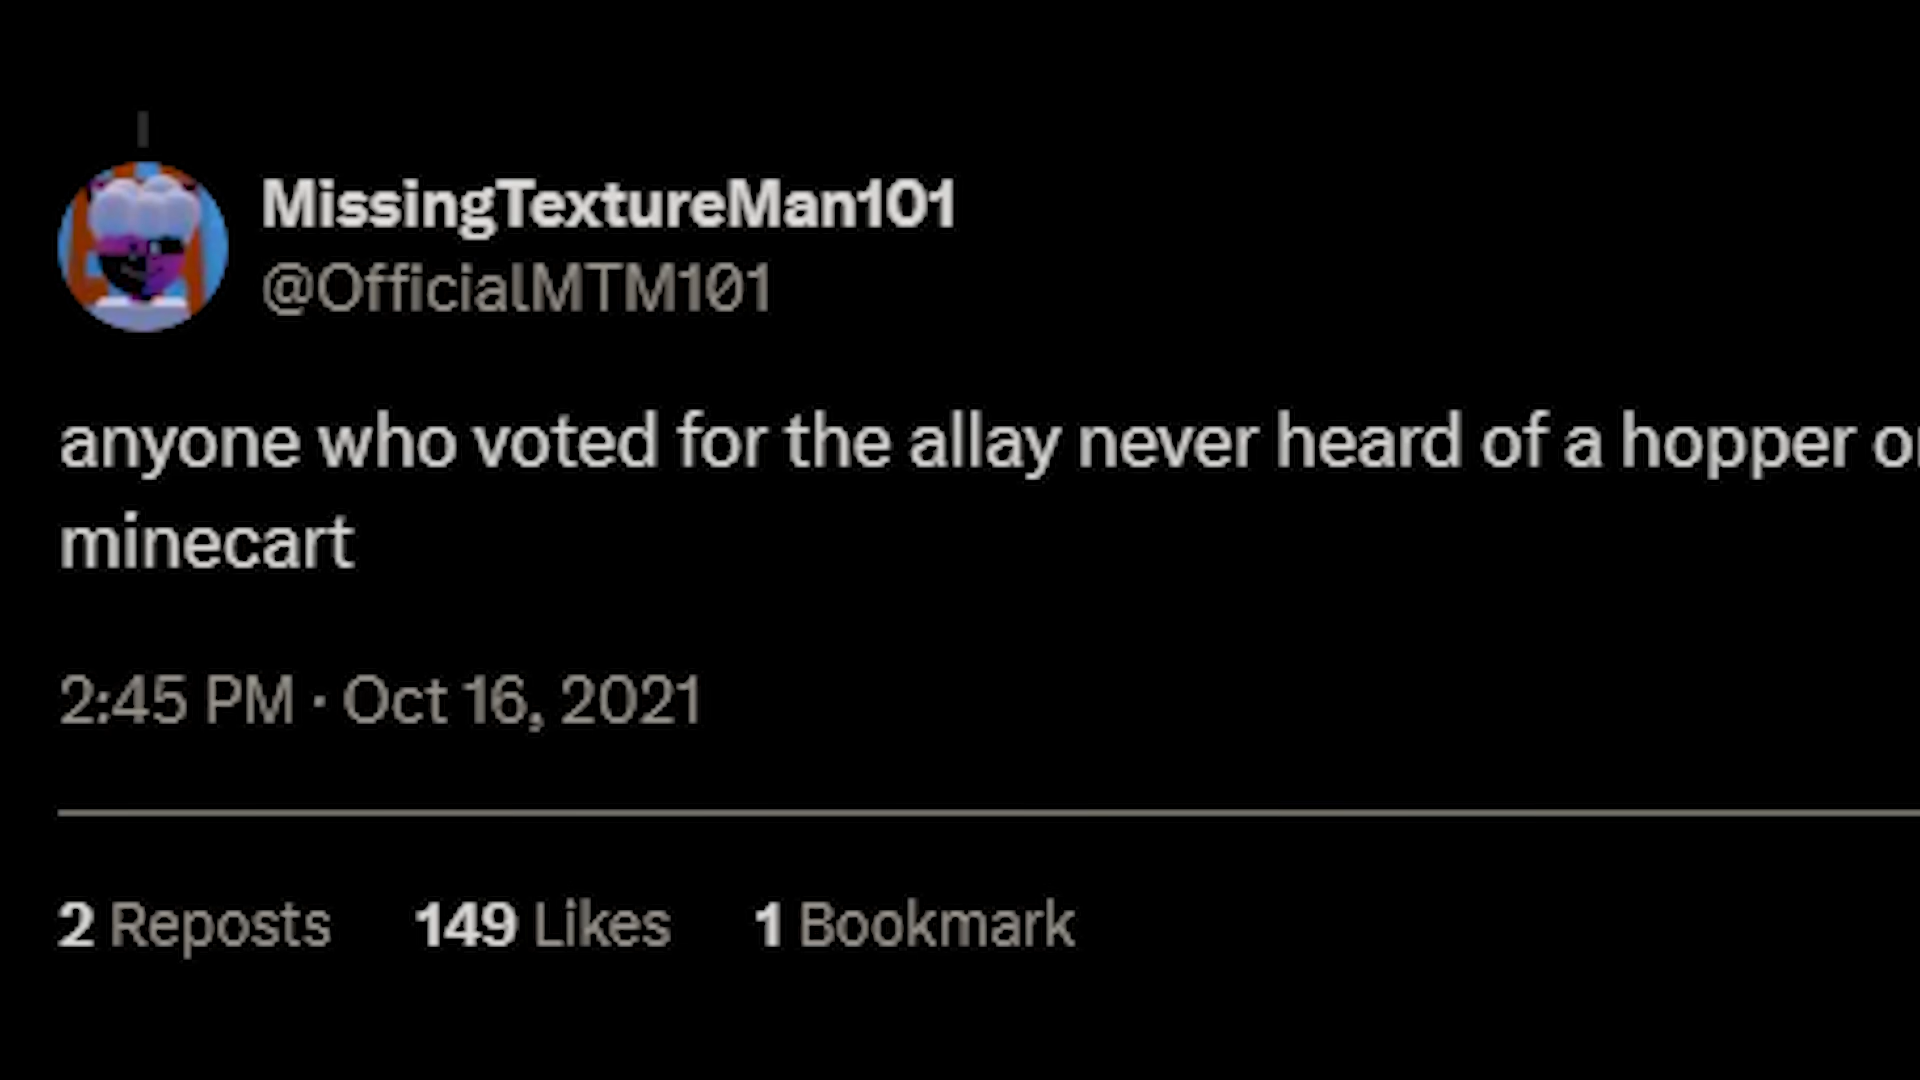 MissingTextureMan101
@OfficialMTM101
anyone who voted for the allay never heard of a hopper
minecart
2:45 PM · Oct 16, 2021
2 Reposts 149 Likes 1 Bookmark